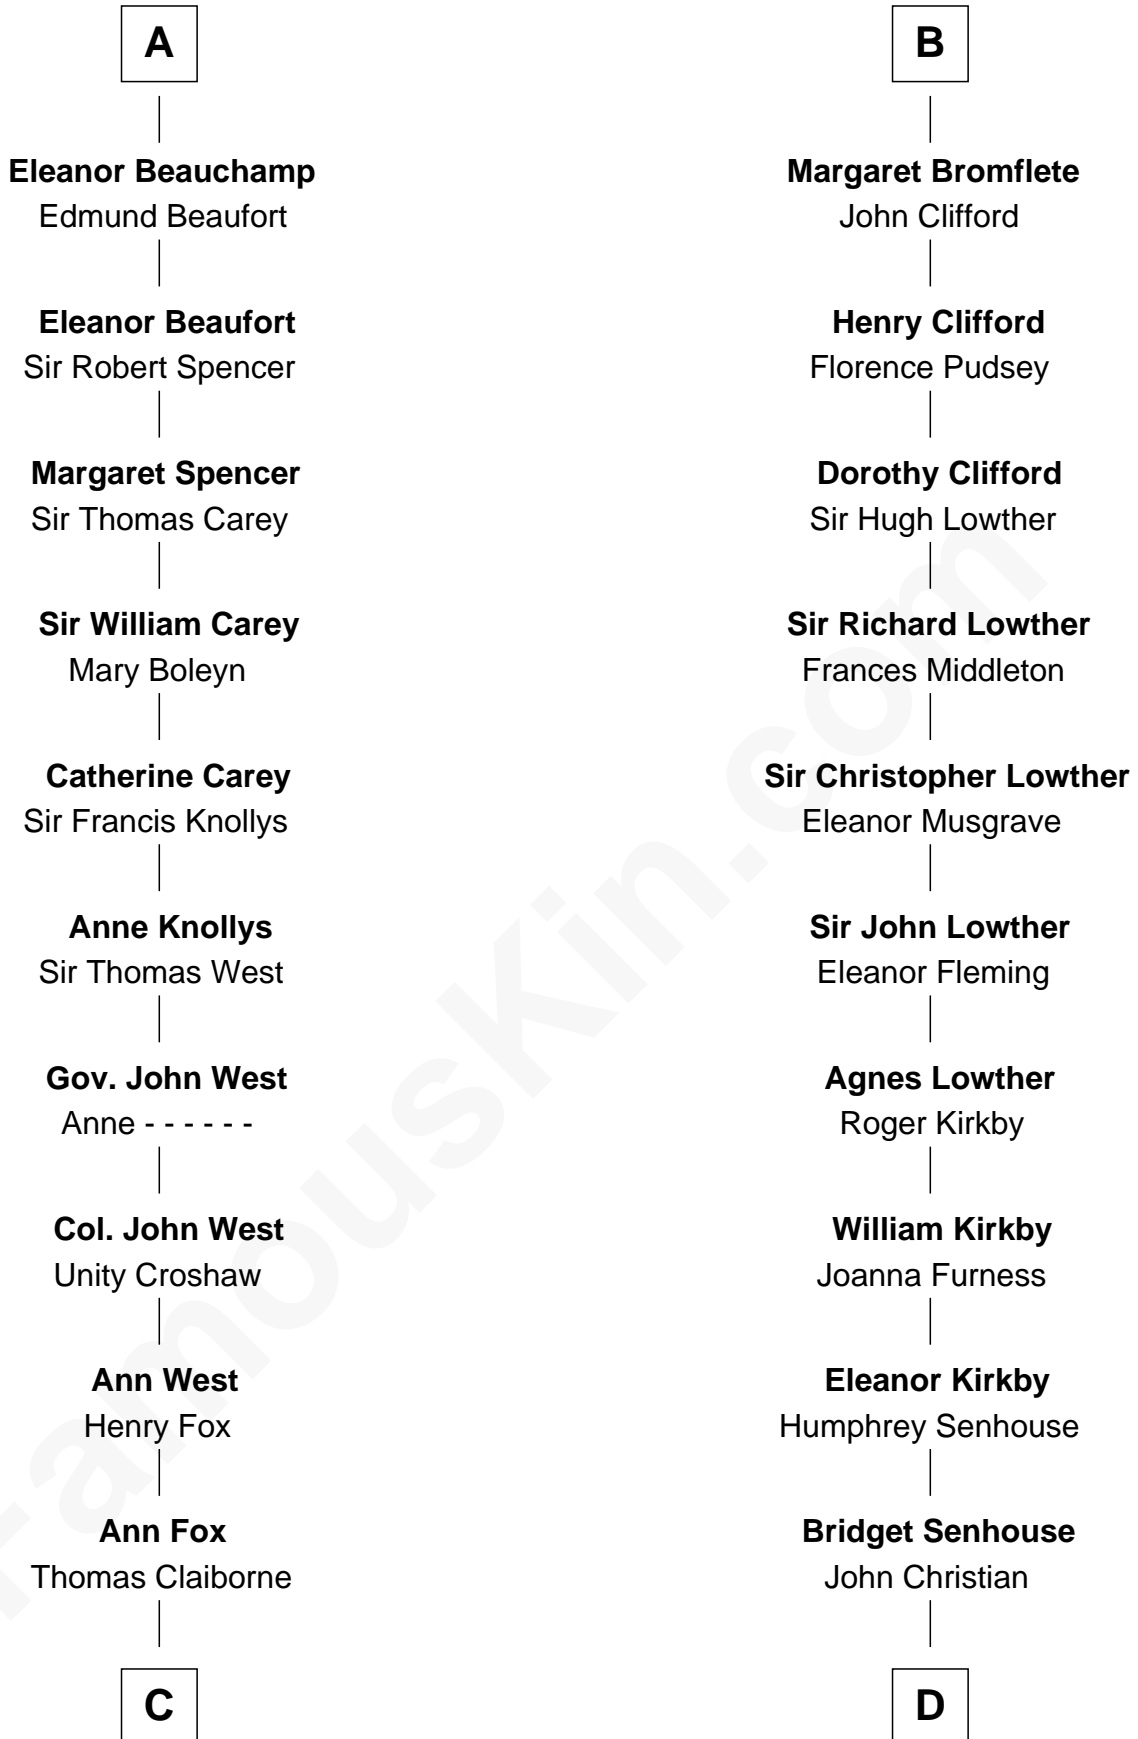 A
Eleanor Beauchamp
Edmund Beaufort
Eleanor Beaufort
Sir Robert Spencer
Margaret Spencer
Sir Thomas Carey
Sir William Carey
Mary Boleyn
Catherine Carey
Sir Francis Knollys
Anne Knollys
Sir Thomas West
Gov. John West
Anne - - - - - -
Col. John West
Unity Croshaw
Ann West
Henry Fox
Ann Fox
Thomas Claiborne
C
B
Margaret Bromflete
John Clifford
Henry Clifford
Florence Pudsey
Dorothy Clifford
Sir Hugh Lowther
Sir Richard Lowther
Frances Middleton
Sir Christopher Lowther
Eleanor Musgrave
Sir John Lowther
Eleanor Fleming
Agnes Lowther
Roger Kirkby
William Kirkby
Joanna Furness
Eleanor Kirkby
Humphrey Senhouse
Bridget Senhouse
John Christian
D
FamousKin.com